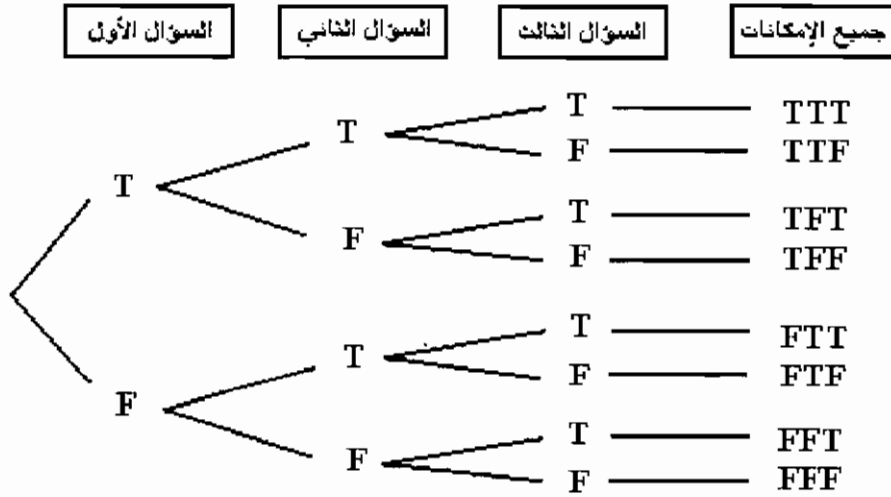 السؤال الأول السؤال الثاني السؤال الثالث جميع الإمكانات
T TTT
T
F TTF
T
T TFT
F
F TFF
T FTT
T
F FTF
F
T FFT
F
F FFF